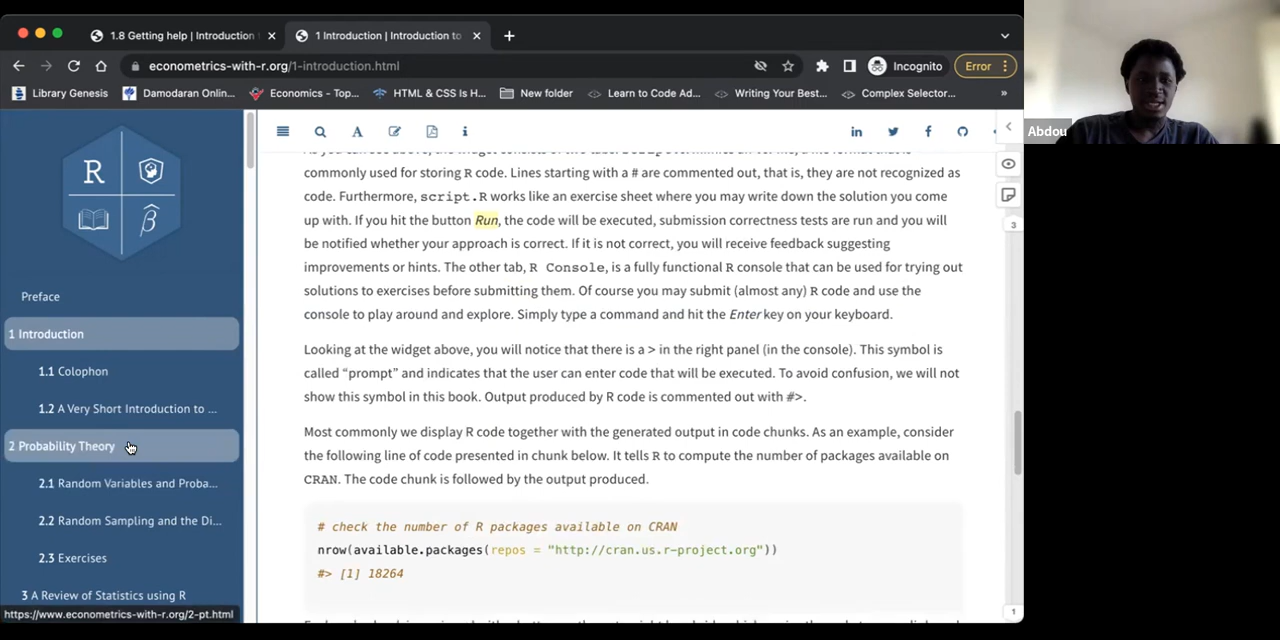 1.8 Getting help | Introduction
1 Introduction | Introduction to
econometrics-with-r.org/1-introduction.html
Incognito
Error
Library Genesis
Damodaran Onlin...
Economics - Top...
HTML & CSS Is H...
New folder
Learn to Code Ad...
Writing Your Best...
Complex Selector...
»
Abdou
R
β̂
Preface
1 Introduction
1.1 Colophon
1.2 A Very Short Introduction to ...
2 Probability Theory
2.1 Random Variables and Proba...
2.2 Random Sampling and the Di...
2.3 Exercises
3 A Review of Statistics using R
https://www.econometrics-with-r.org/2-pt.html
A
i
in
f
commonly used for storing R code. Lines starting with a # are commented out, that is, they are not recognized as
code. Furthermore, script.R works like an exercise sheet where you may write down the solution you come
up with. If you hit the button Run, the code will be executed, submission correctness tests are run and you will
be notified whether your approach is correct. If it is not correct, you will receive feedback suggesting
improvements or hints. The other tab, R Console, is a fully functional R console that can be used for trying out
solutions to exercises before submitting them. Of course you may submit (almost any) R code and use the
console to play around and explore. Simply type a command and hit the Enter key on your keyboard.
Looking at the widget above, you will notice that there is a > in the right panel (in the console). This symbol is
called “prompt” and indicates that the user can enter code that will be executed. To avoid confusion, we will not
show this symbol in this book. Output produced by R code is commented out with #>.
Most commonly we display R code together with the generated output in code chunks. As an example, consider
the following line of code presented in chunk below. It tells R to compute the number of packages available on
CRAN. The code chunk is followed by the output produced.
# check the number of R packages available on CRAN
nrow(available.packages(repos = "http://cran.us.r-project.org"))
#> [1] 18264
3
1